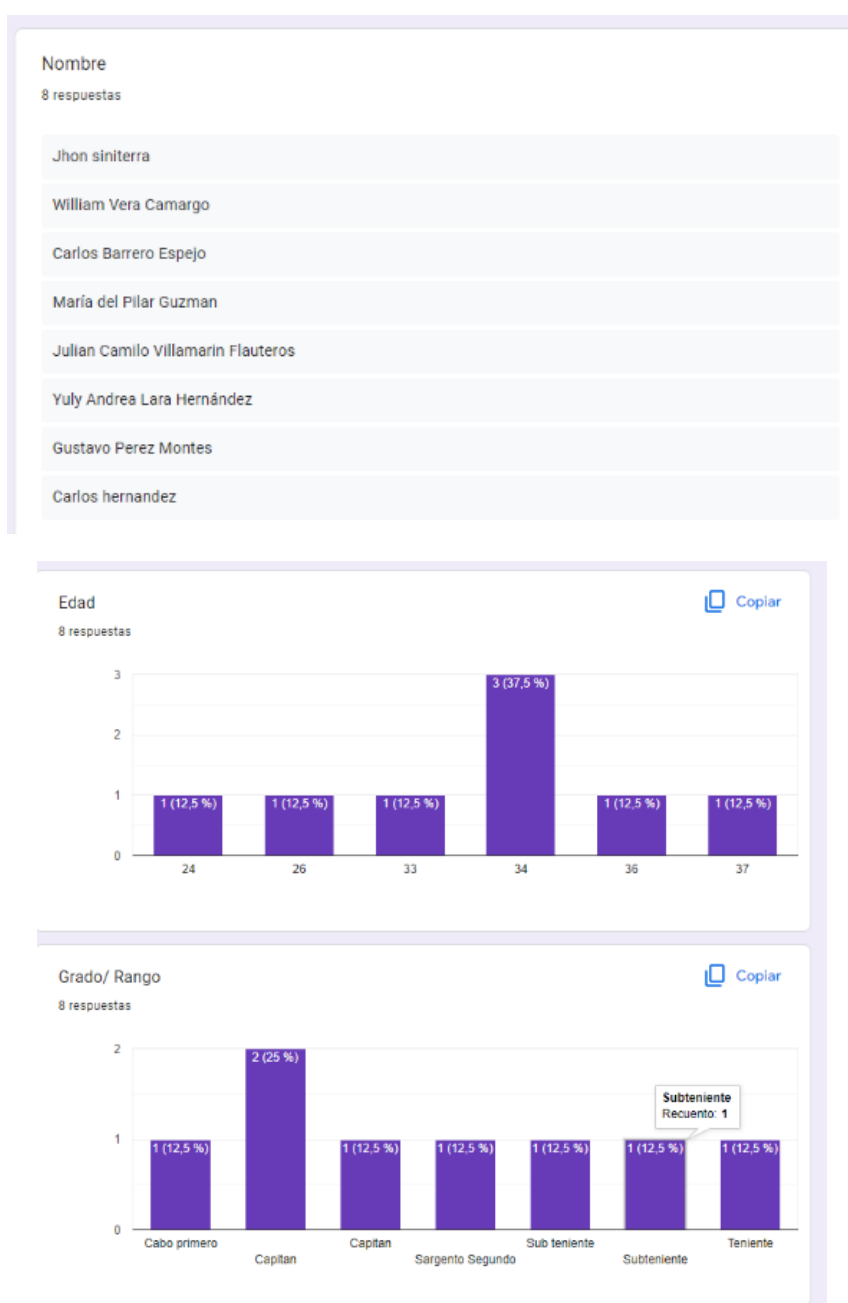 Nombre
8 respuestas
Jhon siniterra
William Vera Camargo
Carlos Barrero Espejo
María del Pilar Guzman
Julian Camilo Villamarin Flauteros
Yuly Andrea Lara Hernández
Gustavo Perez Montes
Carlos hernandez
Edad
Copiar
8 respuestas
3
3 (37,5 %)
2
1
1 (12,5 %)
1 (12,5 %)
1 (12,5 %)
1 (12,5 %)
1 (12,5 %)
0
24
26
33
34
36
37
Grado/ Rango
Copiar
8 respuestas
2
2 (25 %)
Subteniente
Recuento: 1
1
1 (12,5 %)
1 (12,5 %)
1 (12,5 %)
1 (12,5 %)
1 (12,5 %)
1 (12,5 %)
0
Cabo primero
Capitan
Capitan
Sargento Segundo
Sub teniente
Subteniente
Teniente